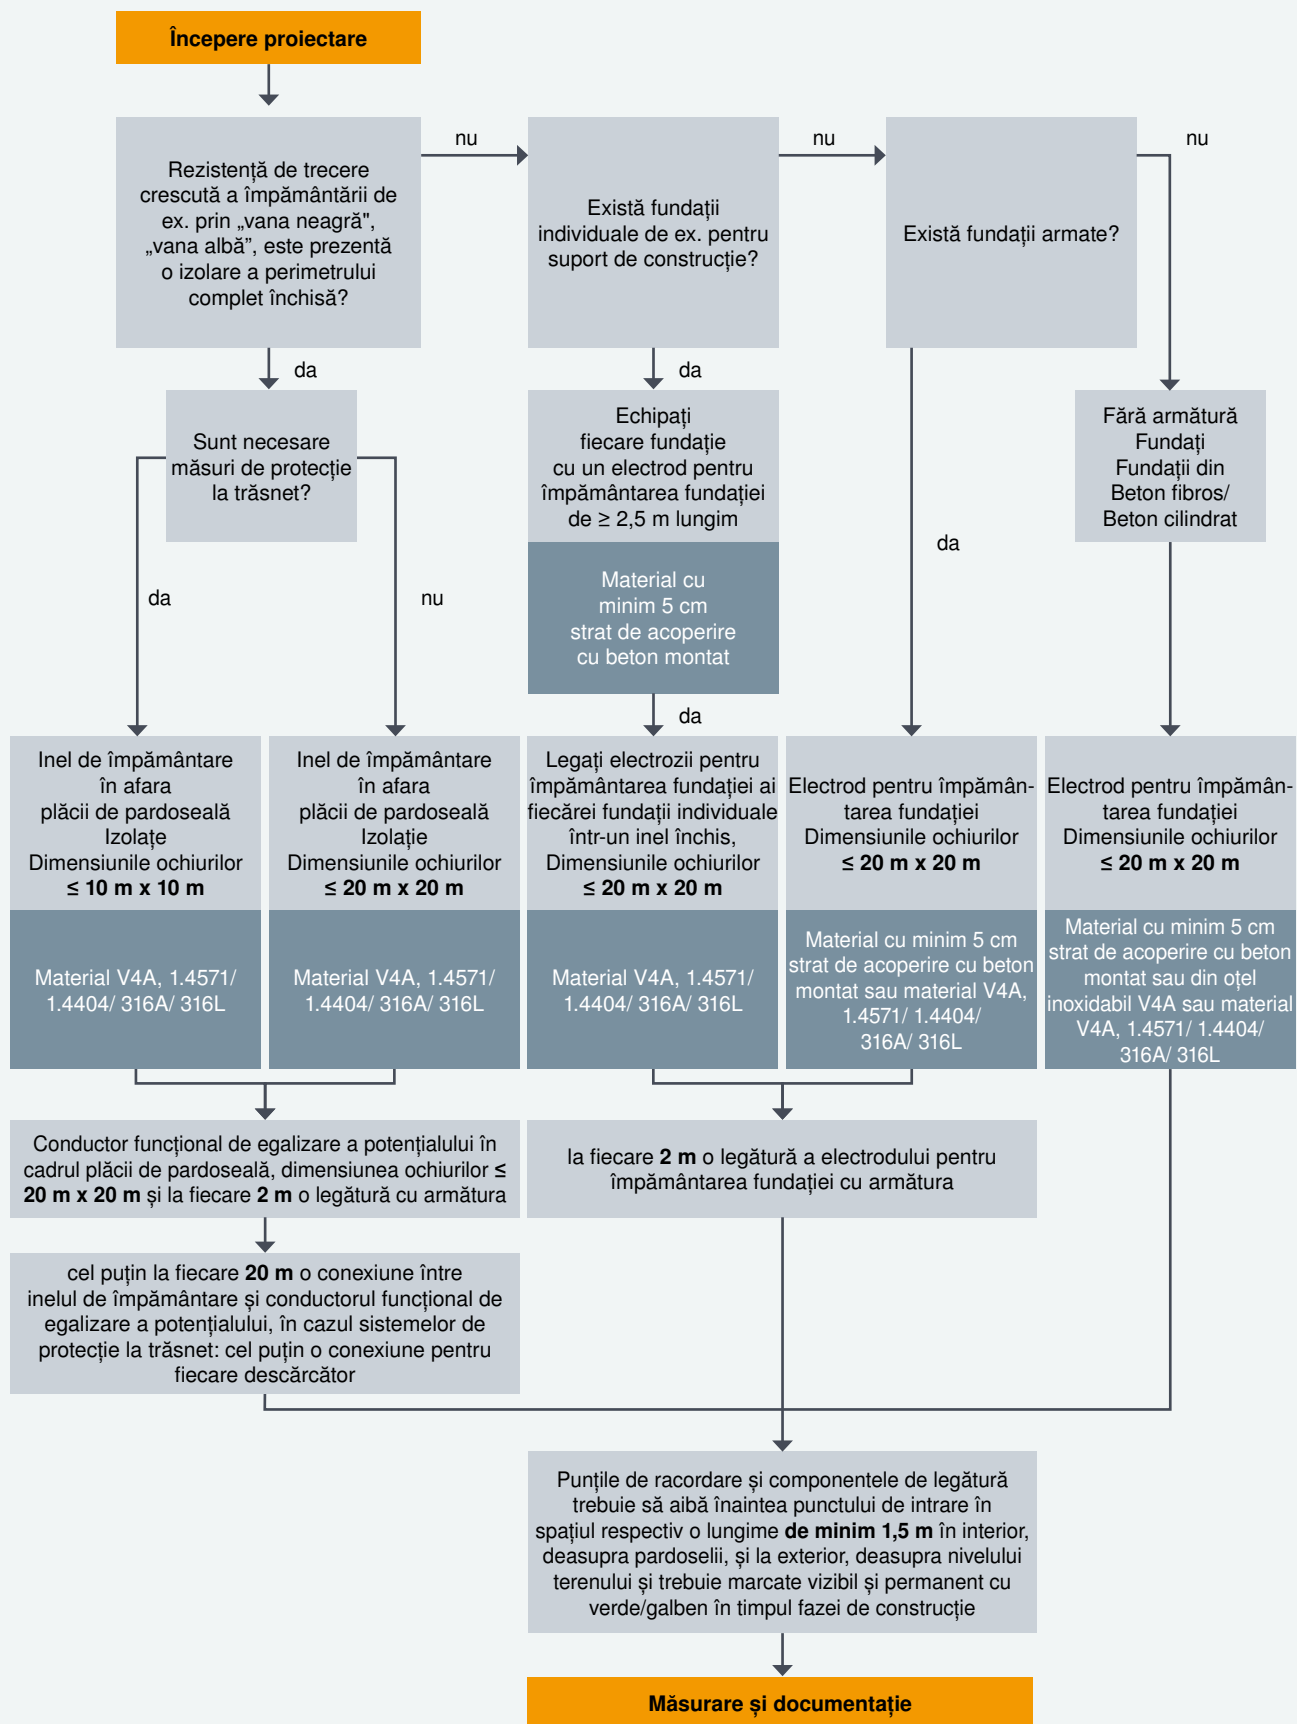 Începere proiectare
Rezistență de trecere
crescută a împământării de
ex. prin „vana neagră",
„vana albă”, este prezentă
o izolare a perimetrului
complet închisă?
nu
Există fundații
individuale de ex. pentru
suport de construcție?
nu
Există fundații armate?
nu
da
Sunt necesare
măsuri de protecție
la trăsnet?
da
Echipați
fiecare fundație
cu un electrod pentru
împământarea fundației
de ≥ 2,5 m lungim
Material cu
minim 5 cm
strat de acoperire
cu beton montat
da
Fără armătură
Fundați
Fundații din
Beton fibros/
Beton cilindrat
da
nu
da
Inel de împământare
în afara
plăcii de pardoseală
Izolațe
Dimensiunile ochiurilor
≤ 10 m x 10 m
Material V4A, 1.4571/
1.4404/ 316A/ 316L
Inel de împământare
în afara
plăcii de pardoseală
Izolație
Dimensiunile ochiurilor
≤ 20 m x 20 m
Material V4A, 1.4571/
1.4404/ 316A/ 316L
Legați electrozii pentru
împământarea fundației ai
fiecărei fundații individuale
într-un inel închis,
Dimensiunile ochiurilor
≤ 20 m x 20 m
Material V4A, 1.4571/
1.4404/ 316A/ 316L
Electrod pentru împămân-
tarea fundației
Dimensiunile ochiurilor
≤ 20 m x 20 m
Material cu minim 5 cm
strat de acoperire cu beton
montat sau material V4A,
1.4571/ 1.4404/
316A/ 316L
Electrod pentru împămân-
tarea fundației
Dimensiunile ochiurilor
≤ 20 m x 20 m
Material cu minim 5 cm
strat de acoperire cu beton
montat sau din oțel
inoxidabil V4A sau material
V4A, 1.4571/ 1.4404/
316A/ 316L
Conductor funcțional de egalizare a potențialului în
cadrul plăcii de pardoseală, dimensiunea ochiurilor ≤
20 m x 20 m și la fiecare 2 m o legătură cu armătura
la fiecare 2 m o legătură a electrodului pentru
împământarea fundației cu armătura
cel puțin la fiecare 20 m o conexiune între
inelul de împământare și conductorul funcțional de
egalizare a potențialului, în cazul sistemelor de
protecție la trăsnet: cel puțin o conexiune pentru
fiecare descărcător
Punțile de racordare și componentele de legătură
trebuie să aibă înaintea punctului de intrare în
spațiul respectiv o lungime de minim 1,5 m în interior,
deasupra pardoselii, și la exterior, deasupra nivelului
terenului și trebuie marcate vizibil și permanent cu
verde/galben în timpul fazei de construcție
Măsurare și documentație